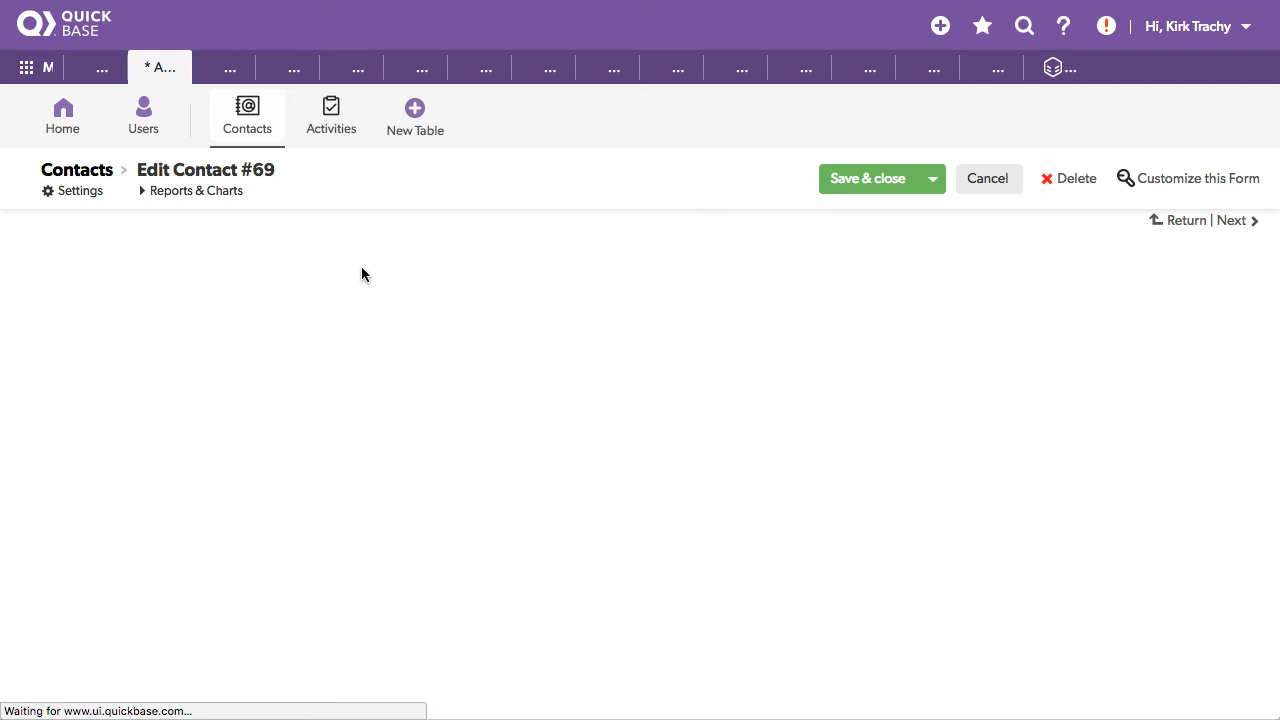 QUICK
BASE
Hi, Kirk Trachy
M
...
* A...
...
...
...
...
...
...
...
...
...
...
...
...
...
...
Home
Users
Contacts
Activities
New Table
Contacts > Edit Contact #69
Settings
Reports & Charts
Save & close
Cancel
Delete
Customize this Form
Return | Next >
Waiting for www.ui.quickbase.com...